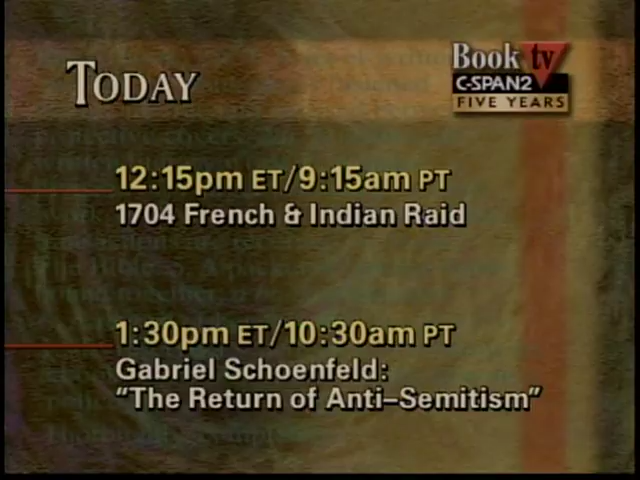 TODAY
Book tv
C-SPAN2
FIVE YEARS
12:15pm ET/9:15am PT
1704 French & Indian Raid
1:30pm ET/10:30am PT
Gabriel Schoenfeld:
"The Return of Anti–Semitism"